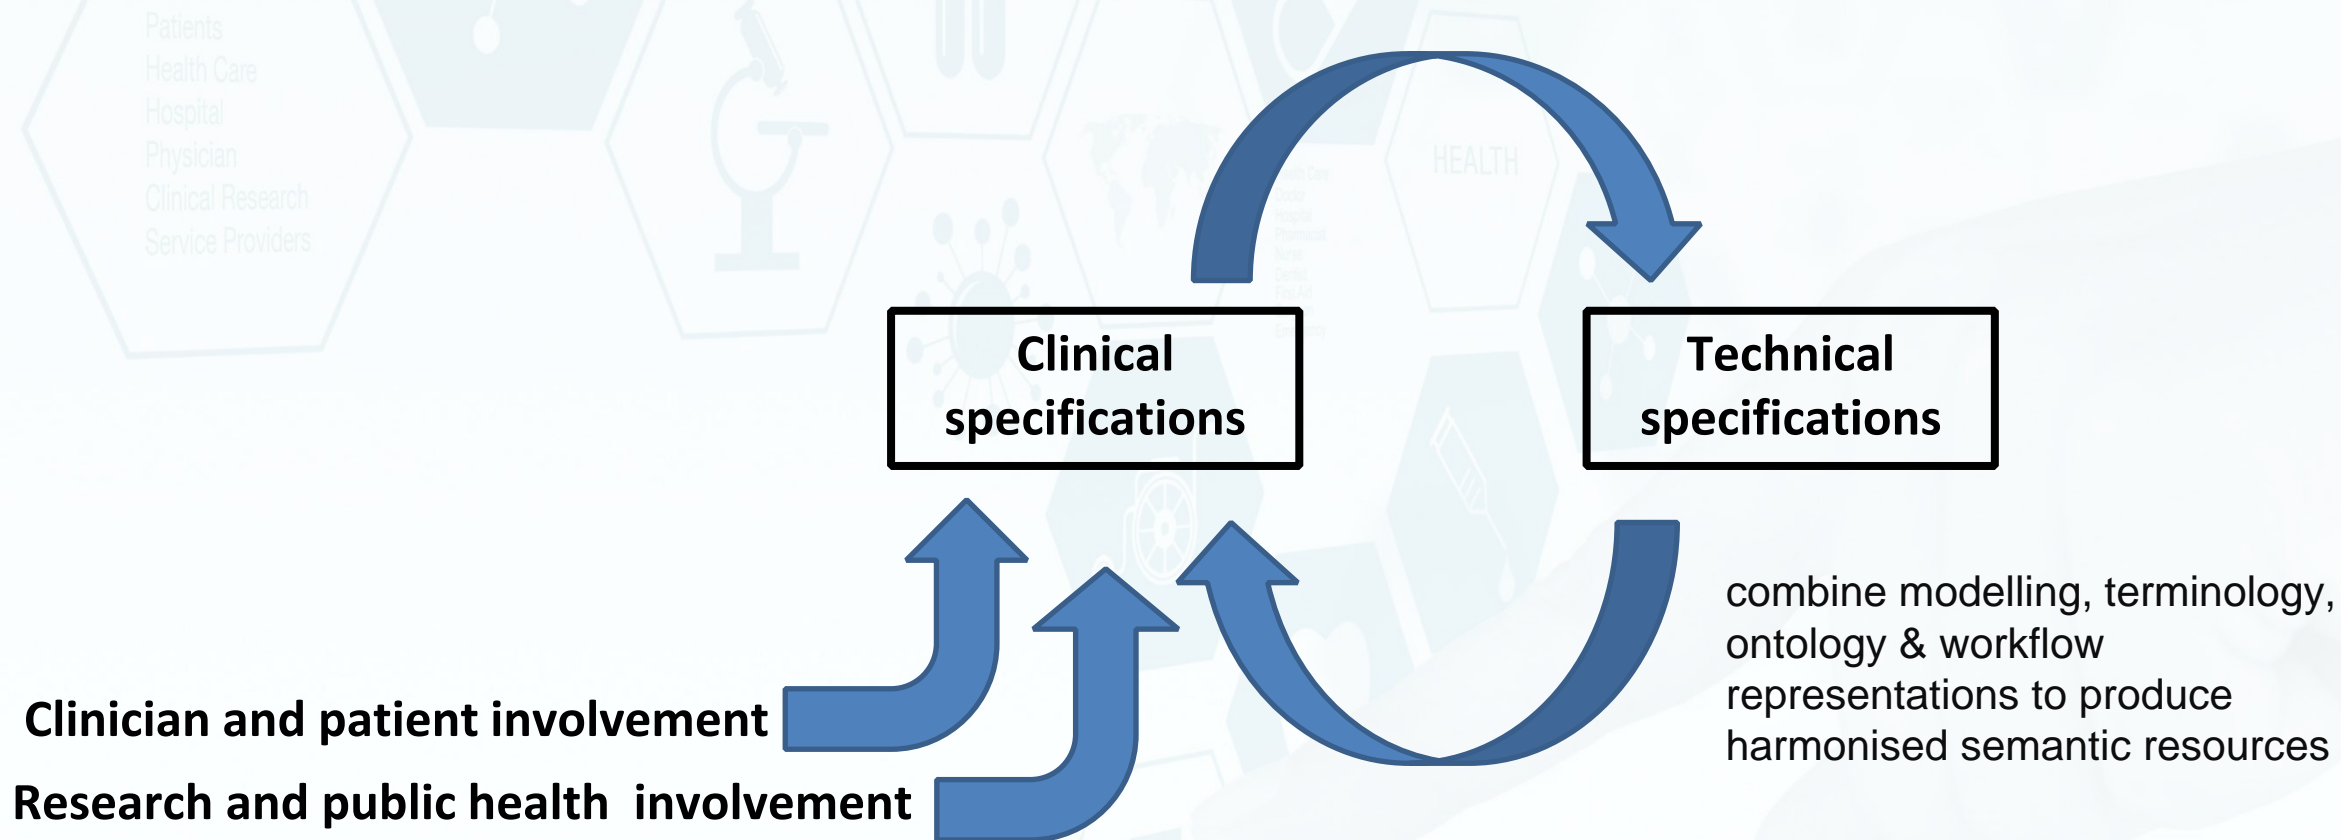 Patients
Health Care
Hospital
Physician
Clinical Research
Service Providers
HEALTH
Clinical
specifications
Technical
specifications
combine modelling, terminology,
ontology & workflow
representations to produce
harmonised semantic resources
Clinician and patient involvement
Research and public health  involvement